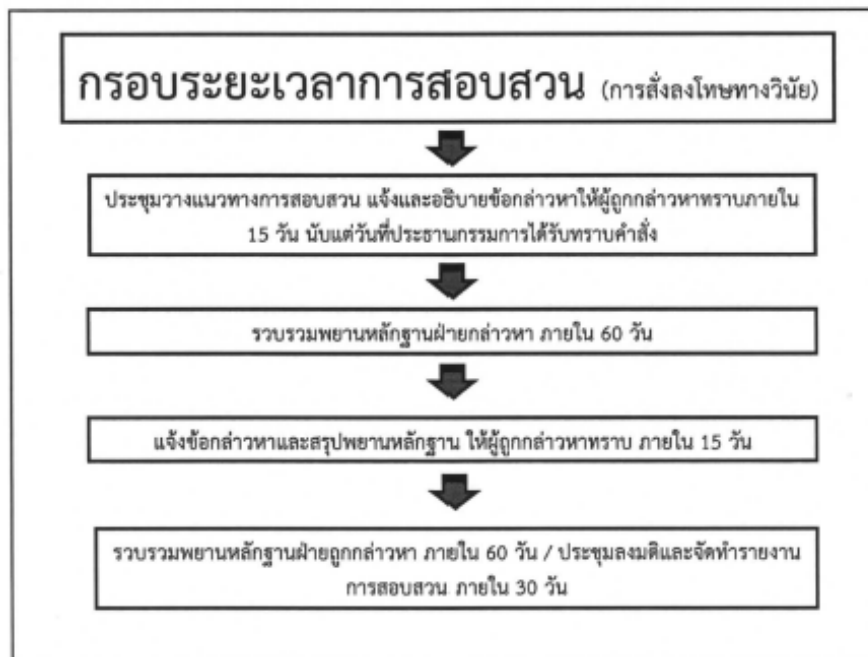 กรอบระยะเวลาการสอบสวน (การสั่งลงโทษทางวินัย)
ประชุมวางแนวทางการสอบสวน แจ้งและอธิบายข้อกล่าวหาให้ผู้ถูกกล่าวหาทราบภายใน
15 วัน นับแต่วันที่ประธานกรรมการได้รับทราบคำสั่ง
รวบรวมพยานหลักฐานฝ่ายกล่าวหา ภายใน 60 วัน
แจ้งข้อกล่าวหาและสรุปพยานหลักฐาน ให้ผู้ถูกกล่าวหาทราบ ภายใน 15 วัน
รวบรวมพยานหลักฐานฝ่ายถูกกล่าวหา ภายใน 60 วัน / ประชุมลงมติและจัดทำรายงาน
การสอบสวน ภายใน 30 วัน